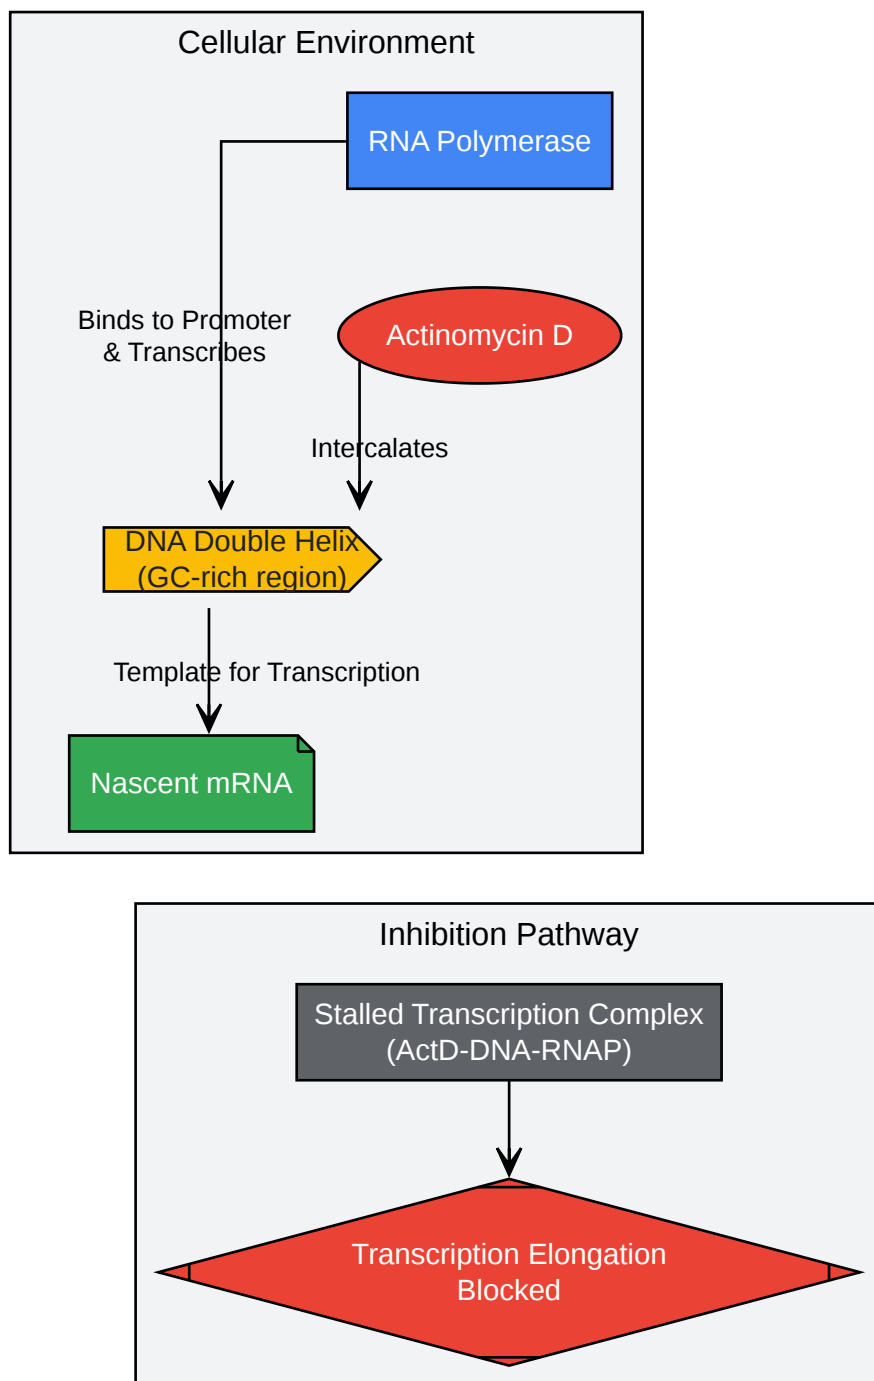 Cellular Environment
RNA Polymerase
Binds to Promoter
& Transcribes
Actinomycin D
Intercalates
DNA Double Helix
(GC-rich region)
Template for Transcription
Nascent mRNA
Inhibition Pathway
Stalled Transcription Complex
(ActD-DNA-RNAP)
Transcription Elongation
Blocked